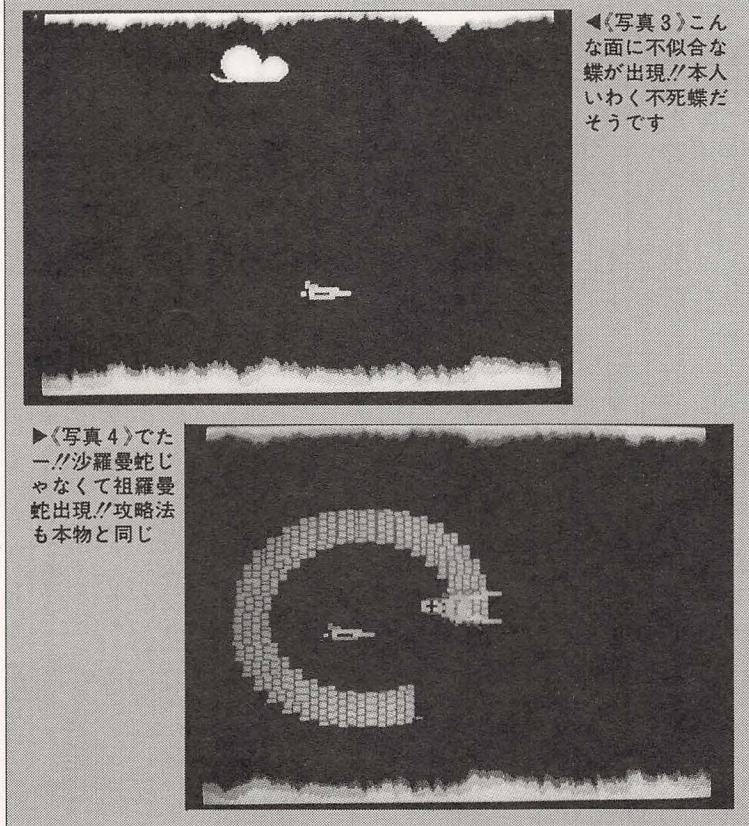 ◀《写真3》こん
な面に不似合な
蝶が出現!!本人
いわく不死蝶だ
そうです
▶《写真4》でた
ー!!沙羅曼蛇じ
ゃなくて祖羅曼
蛇出現!!攻略法
も本物と同じ